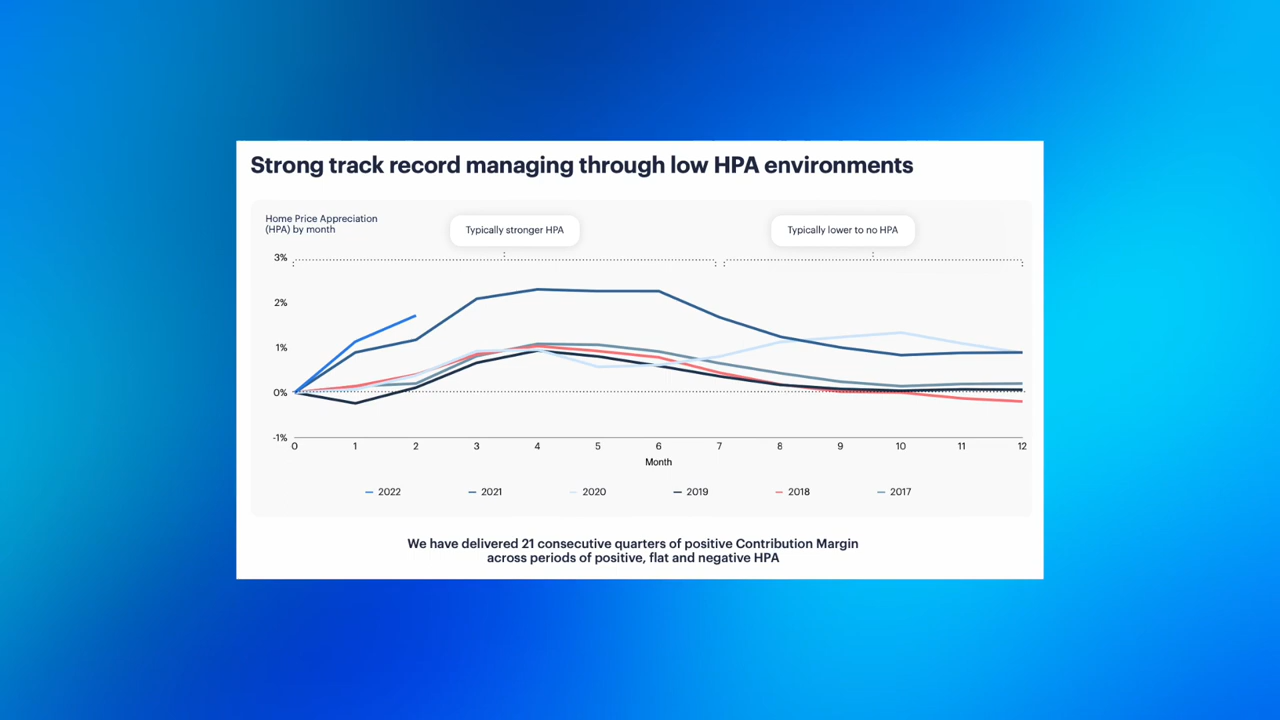 Strong track record managing through low HPA environments
Home Price Appreciation
(HPA) by month
Typically stronger HPA
Typically lower to no HPA
3%
2%
1%
0%
-1%
0 1 2 3 4 5 6 7 8 9 10 11 12
Month
2022 2021 2020 2019 2018 2017
We have delivered 21 consecutive quarters of positive Contribution Margin
across periods of positive, flat and negative HPA